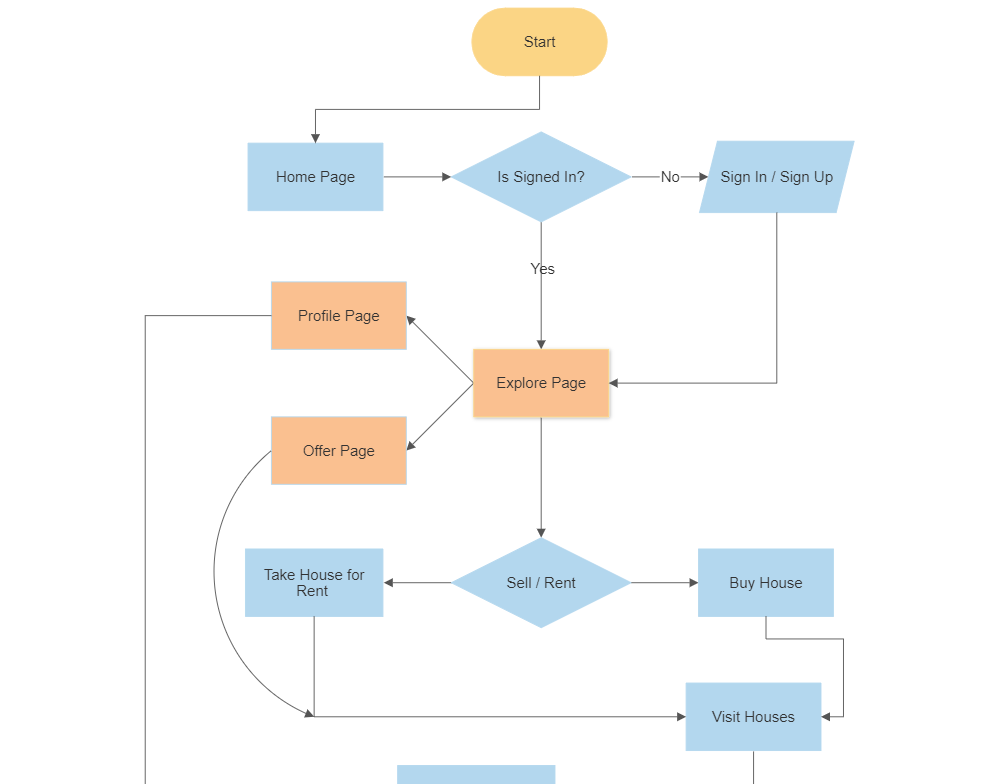 Start
Home Page
Is Signed In?
No
Sign In / Sign Up
Yes
Profile Page
Explore Page
Offer Page
Take House for
Rent
Sell / Rent
Buy House
Visit Houses